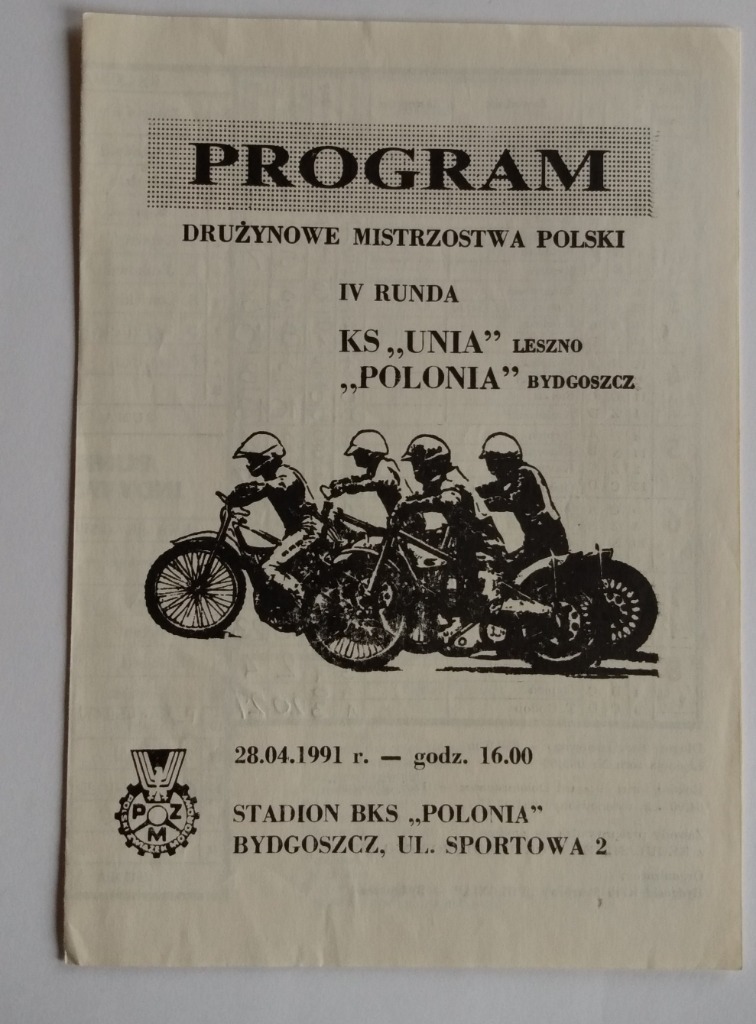 PROGRAM
DRUŻYNOWE MISTRZOSTWA POLSKI
IV RUNDA
KS „UNIA” LESZNO
„POLONIA” BYDGOSZCZ
28.04.1991 r. — godz. 16.00
STADION BKS „POLONIA”
BYDGOSZCZ, UL. SPORTOWA 2
PZM